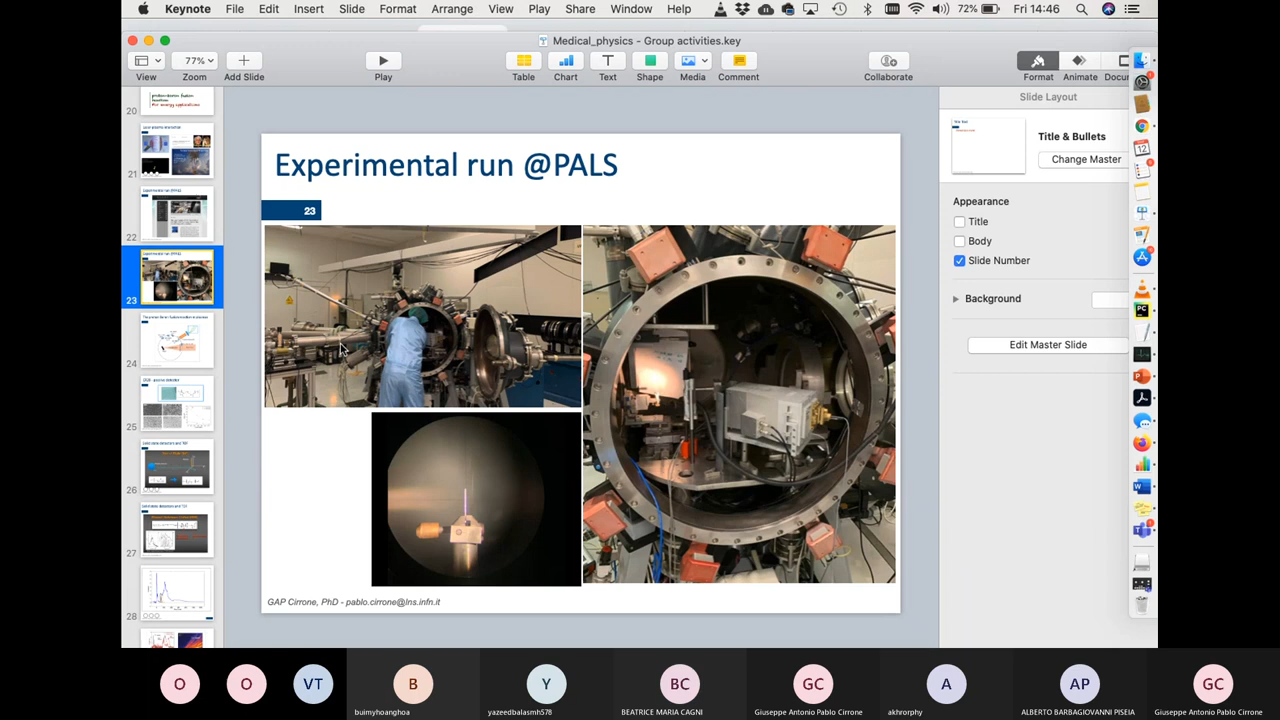 Keynote File Edit Insert Slide Format Arrange View Play Share Window Help 72% Fri 14:46
Medical_physics - Group activities.key
77%
View Zoom Add Slide Play Table Chart Text Shape Media Comment Collaborate Format Animate Docu
Slide Layout
Title & Bullets
Change Master
Appearance
Title
Body
Slide Number
Background
Edit Master Slide
20
21
22
23
24
25
26
27
28
Experimental run @PALS
23
GAP Cirrone, PhD - pablo.cirrone@lns.infn.it
O O VT B Y BC GC A AP GC
buimyhoanghoa yazeedbalasmh578 BEATRICE MARIA CAGNI Giuseppe Antonio Pablo Cirrone akhrorphy ALBERTO BARBAGIOVANNI PISEIA Giuseppe Antonio Pablo Cirrone